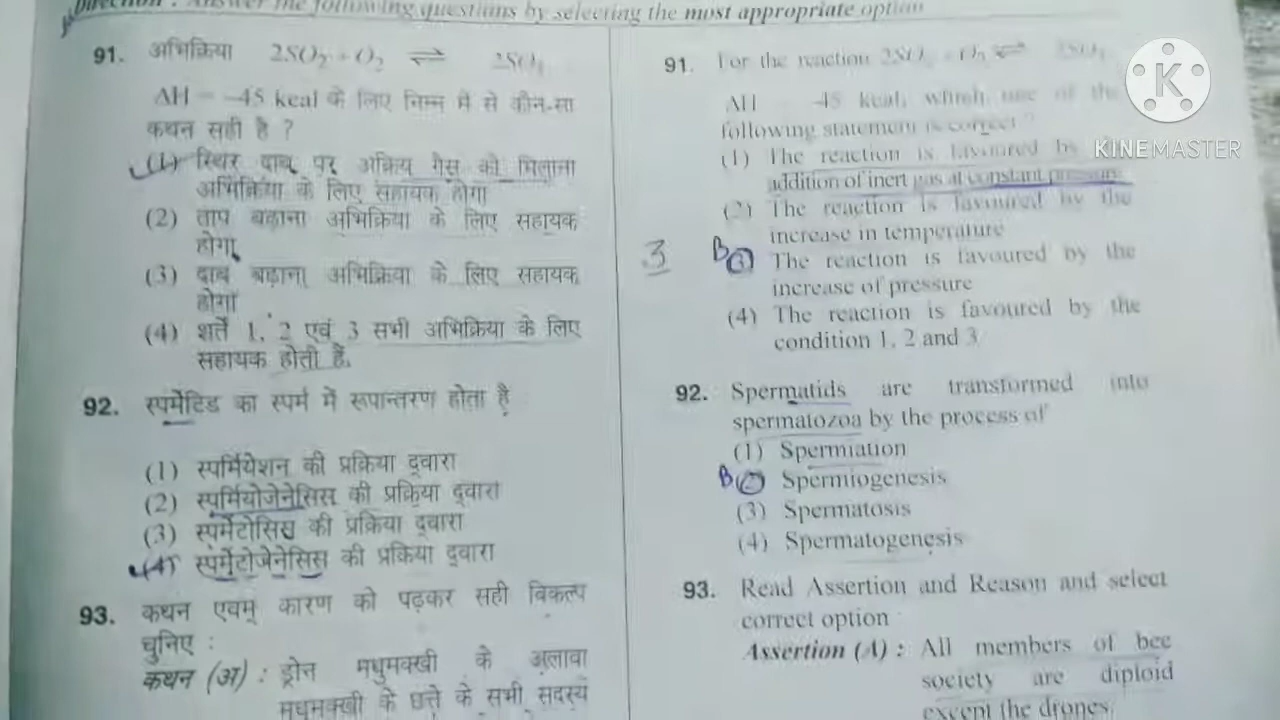 Direction : Answer the following questions by selecting the most appropriate option
91. अभिक्रिया 2SO₂ + O₂ ⇌ 2SO₃
ΔH = –45 kcal के लिए निम्न में से कौन-सा
कथन सही है ?
(1) स्थिर दाब पर अक्रिय गैस को मिलाना
अभिक्रिया के लिए सहायक होगा
(2) ताप बढ़ाना अभिक्रिया के लिए सहायक
होगा
(3) दाब बढ़ाना अभिक्रिया के लिए सहायक
होगा
(4) शर्ते 1, 2 एवं 3 सभी अभिक्रिया के लिए
सहायक होती हैं.
92. स्पर्मेटिड का स्पर्म में रूपान्तरण होता है
(1) स्पर्मियेशन की प्रक्रिया द्वारा
(2) स्पर्मियोजेनेसिस की प्रक्रिया द्वारा
(3) स्पर्मेटोसिस की प्रक्रिया द्वारा
(4) स्पर्मेटोजेनेसिस की प्रकिया द्वारा
93. कथन एवम् कारण को पढ़कर सही विकल्प
चुनिए :
कथन (अ) : ड्रोन मधुमक्खी के अलावा
मधुमक्खी के छत्ते के सभी सदस्य
91. For the reaction 2SO₂ + O₂ ⇌ 2SO₃
ΔH –45 kcal, which one of the
following statement is correct ?
(1) The reaction is favoured by
addition of inert gas at constant pressure
(2) The reaction is favoured by the
increase in temperature
3 B (3) The reaction is favoured by the
increase of pressure
(4) The reaction is favoured by the
condition 1, 2 and 3
92. Spermatids are transformed into
spermatozoa by the process of
(1) Spermiation
B (2) Spermiogenesis
(3) Spermatosis
(4) Spermatogenesis
93. Read Assertion and Reason and select
correct option
Assertion (A) : All members of bee
society are diploid
except the drones.
K
KINEMASTER